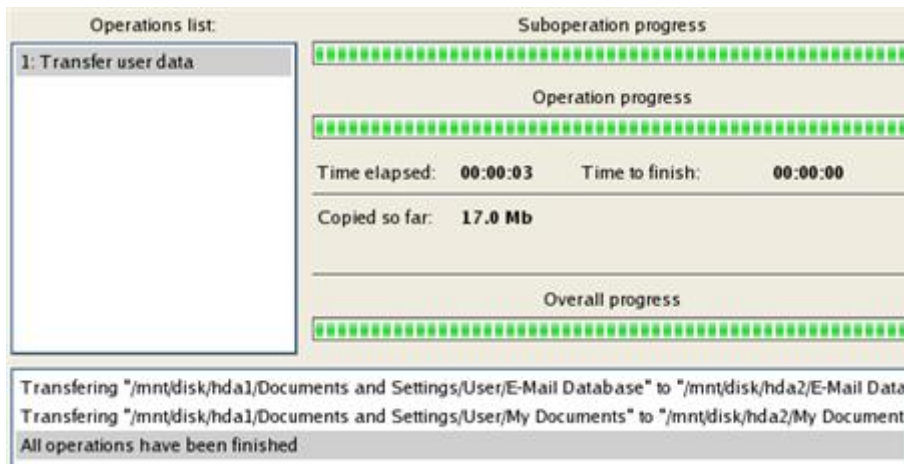 Operations list:
Suboperation progress
1: Transfer user data
Operation progress
Time elapsed: 00:00:03 Time to finish: 00:00:00
Copied so far: 17.0 Mb
Overall progress
Transfering "/mnt/disk/hda1/Documents and Settings/User/E-Mail Database" to "/mnt/disk/hda2/E-Mail Data
Transfering "/mnt/disk/hda1/Documents and Settings/User/My Documents" to "/mnt/disk/hda2/My Document
All operations have been finished